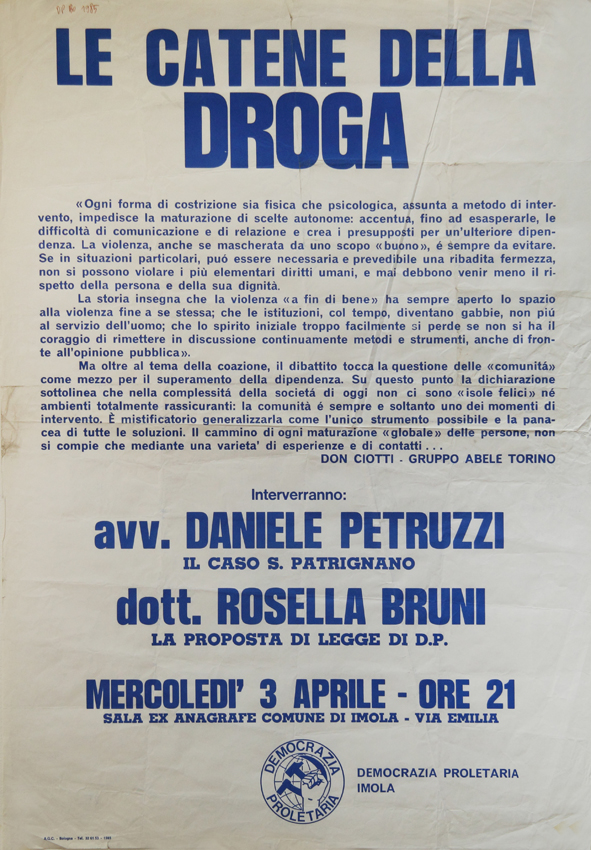 DP Bo 1985
LE CATENE DELLA
DROGA
«Ogni forma di costrizione sia fisica che psicologica, assunta a metodo di inter-
vento, impedisce la maturazione di scelte autonome: accentua, fino ad esasperarle, le
difficoltà di comunicazione e di relazione e crea i presupposti per un'ulteriore dipen-
denza. La violenza, anche se mascherata da uno scopo «buono», é sempre da evitare.
Se in situazioni particolari, puó essere necessaria e prevedibile una ribadita fermezza,
non si possono violare i più elementari diritti umani, e mai debbono venir meno il ri-
spetto della persona e della sua dignità.
La storia insegna che la violenza «a fin di bene» ha sempre aperto lo spazio
alla violenza fine a se stessa; che le istituzioni, col tempo, diventano gabbie, non piú
al servizio dell'uomo; che lo spirito iniziale troppo facilmente si perde se non si ha il
coraggio di rimettere in discussione continuamente metodi e strumenti, anche di fron-
te all'opinione pubblica».
Ma oltre al tema della coazione, il dibattito tocca la questione delle «comunitá»
come mezzo per il superamento della dipendenza. Su questo punto la dichiarazione
sottolinea che nella complessitá della societá di oggi non ci sono «isole felici» né
ambienti totalmente rassicuranti: la comunitá é sempre e soltanto uno dei momenti di
intervento. È mistificatorio generalizzarla come l'unico strumento possibile e la pana-
cea di tutte le soluzioni. Il cammino di ogni maturazione «globale» delle persone, non
si compie che mediante una varieta' di esperienze e di contatti . . .
DON CIOTTI - GRUPPO ABELE TORINO
Interverranno:
avv. DANIELE PETRUZZI
IL CASO S. PATRIGNANO
dott. ROSELLA BRUNI
LA PROPOSTA DI LEGGE DI D.P.
MERCOLEDI' 3 APRILE - ORE 21
SALA EX ANAGRAFE COMUNE DI IMOLA - VIA EMILIA
DEMOCRAZIA
PROLETARIA
DEMOCRAZIA PROLETARIA
IMOLA